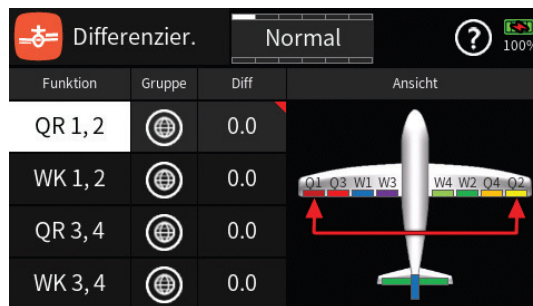 Differenzier.
Normal
?
100%
Funktion Gruppe Diff Ansicht
QR 1, 2 0.0
WK 1, 2 0.0
QR 3, 4 0.0
WK 3, 4 0.0
Q1 Q3 W1 W3 W4 W2 Q4 Q2